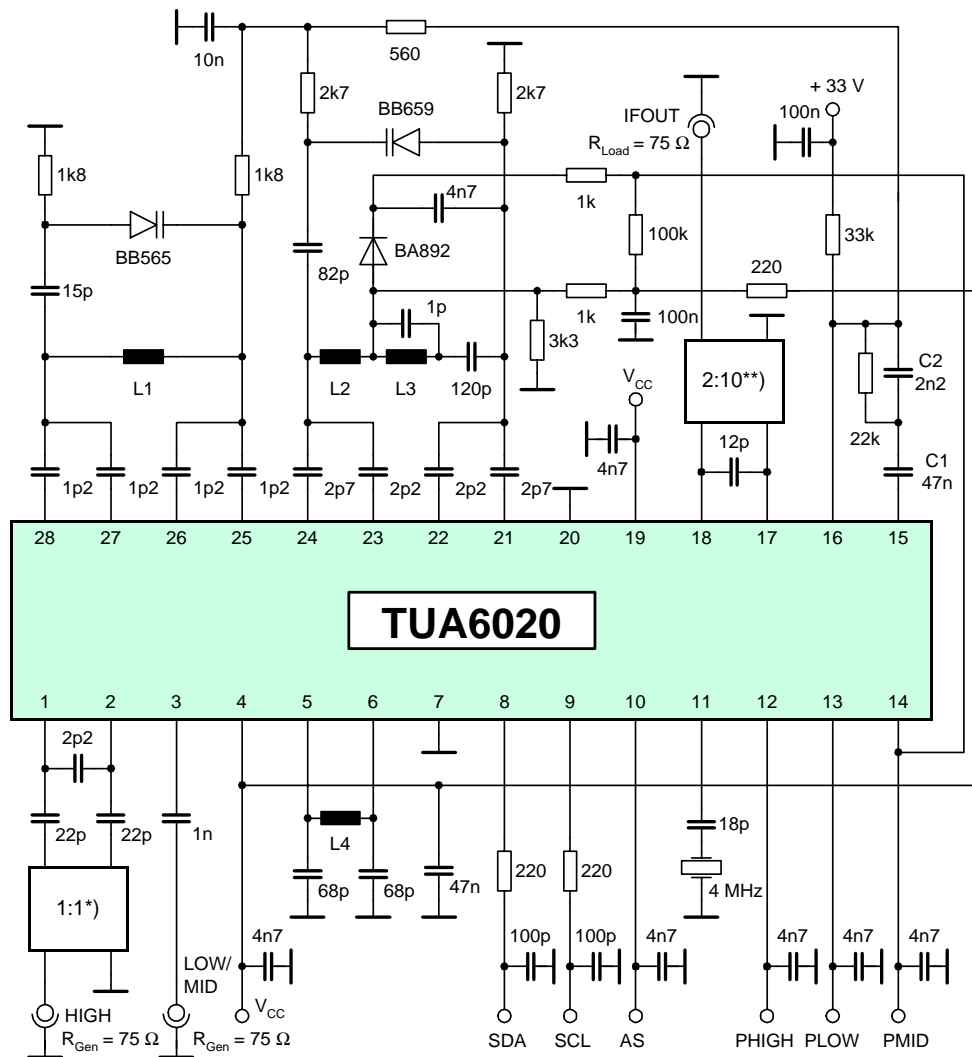 10n
560
2k7
BB659
2k7
IFOUT
R_Load = 75 Ω
+ 33 V
100n
1k8
1k8
BB565
4n7
1k
BA892
100k
33k
82p
15p
1p
1k
100n
220
3k3
L1
L2
L3
120p
V_CC
2:10**)
C2
2n2
22k
4n7
12p
C1
47n
1p2
1p2
1p2
1p2
2p7
2p2
2p2
2p7
28
27
26
25
24
23
22
21
20
19
18
17
16
15
TUA6020
1
2
3
4
5
6
7
8
9
10
11
12
13
14
2p2
22p
22p
1n
L4
68p
68p
47n
220
220
18p
4 MHz
1:1*)
LOW/
MID
4n7
100p
100p
4n7
4n7
4n7
4n7
HIGH
R_Gen = 75 Ω
R_Gen = 75 Ω
V_CC
SDA
SCL
AS
PHIGH
PLOW
PMID